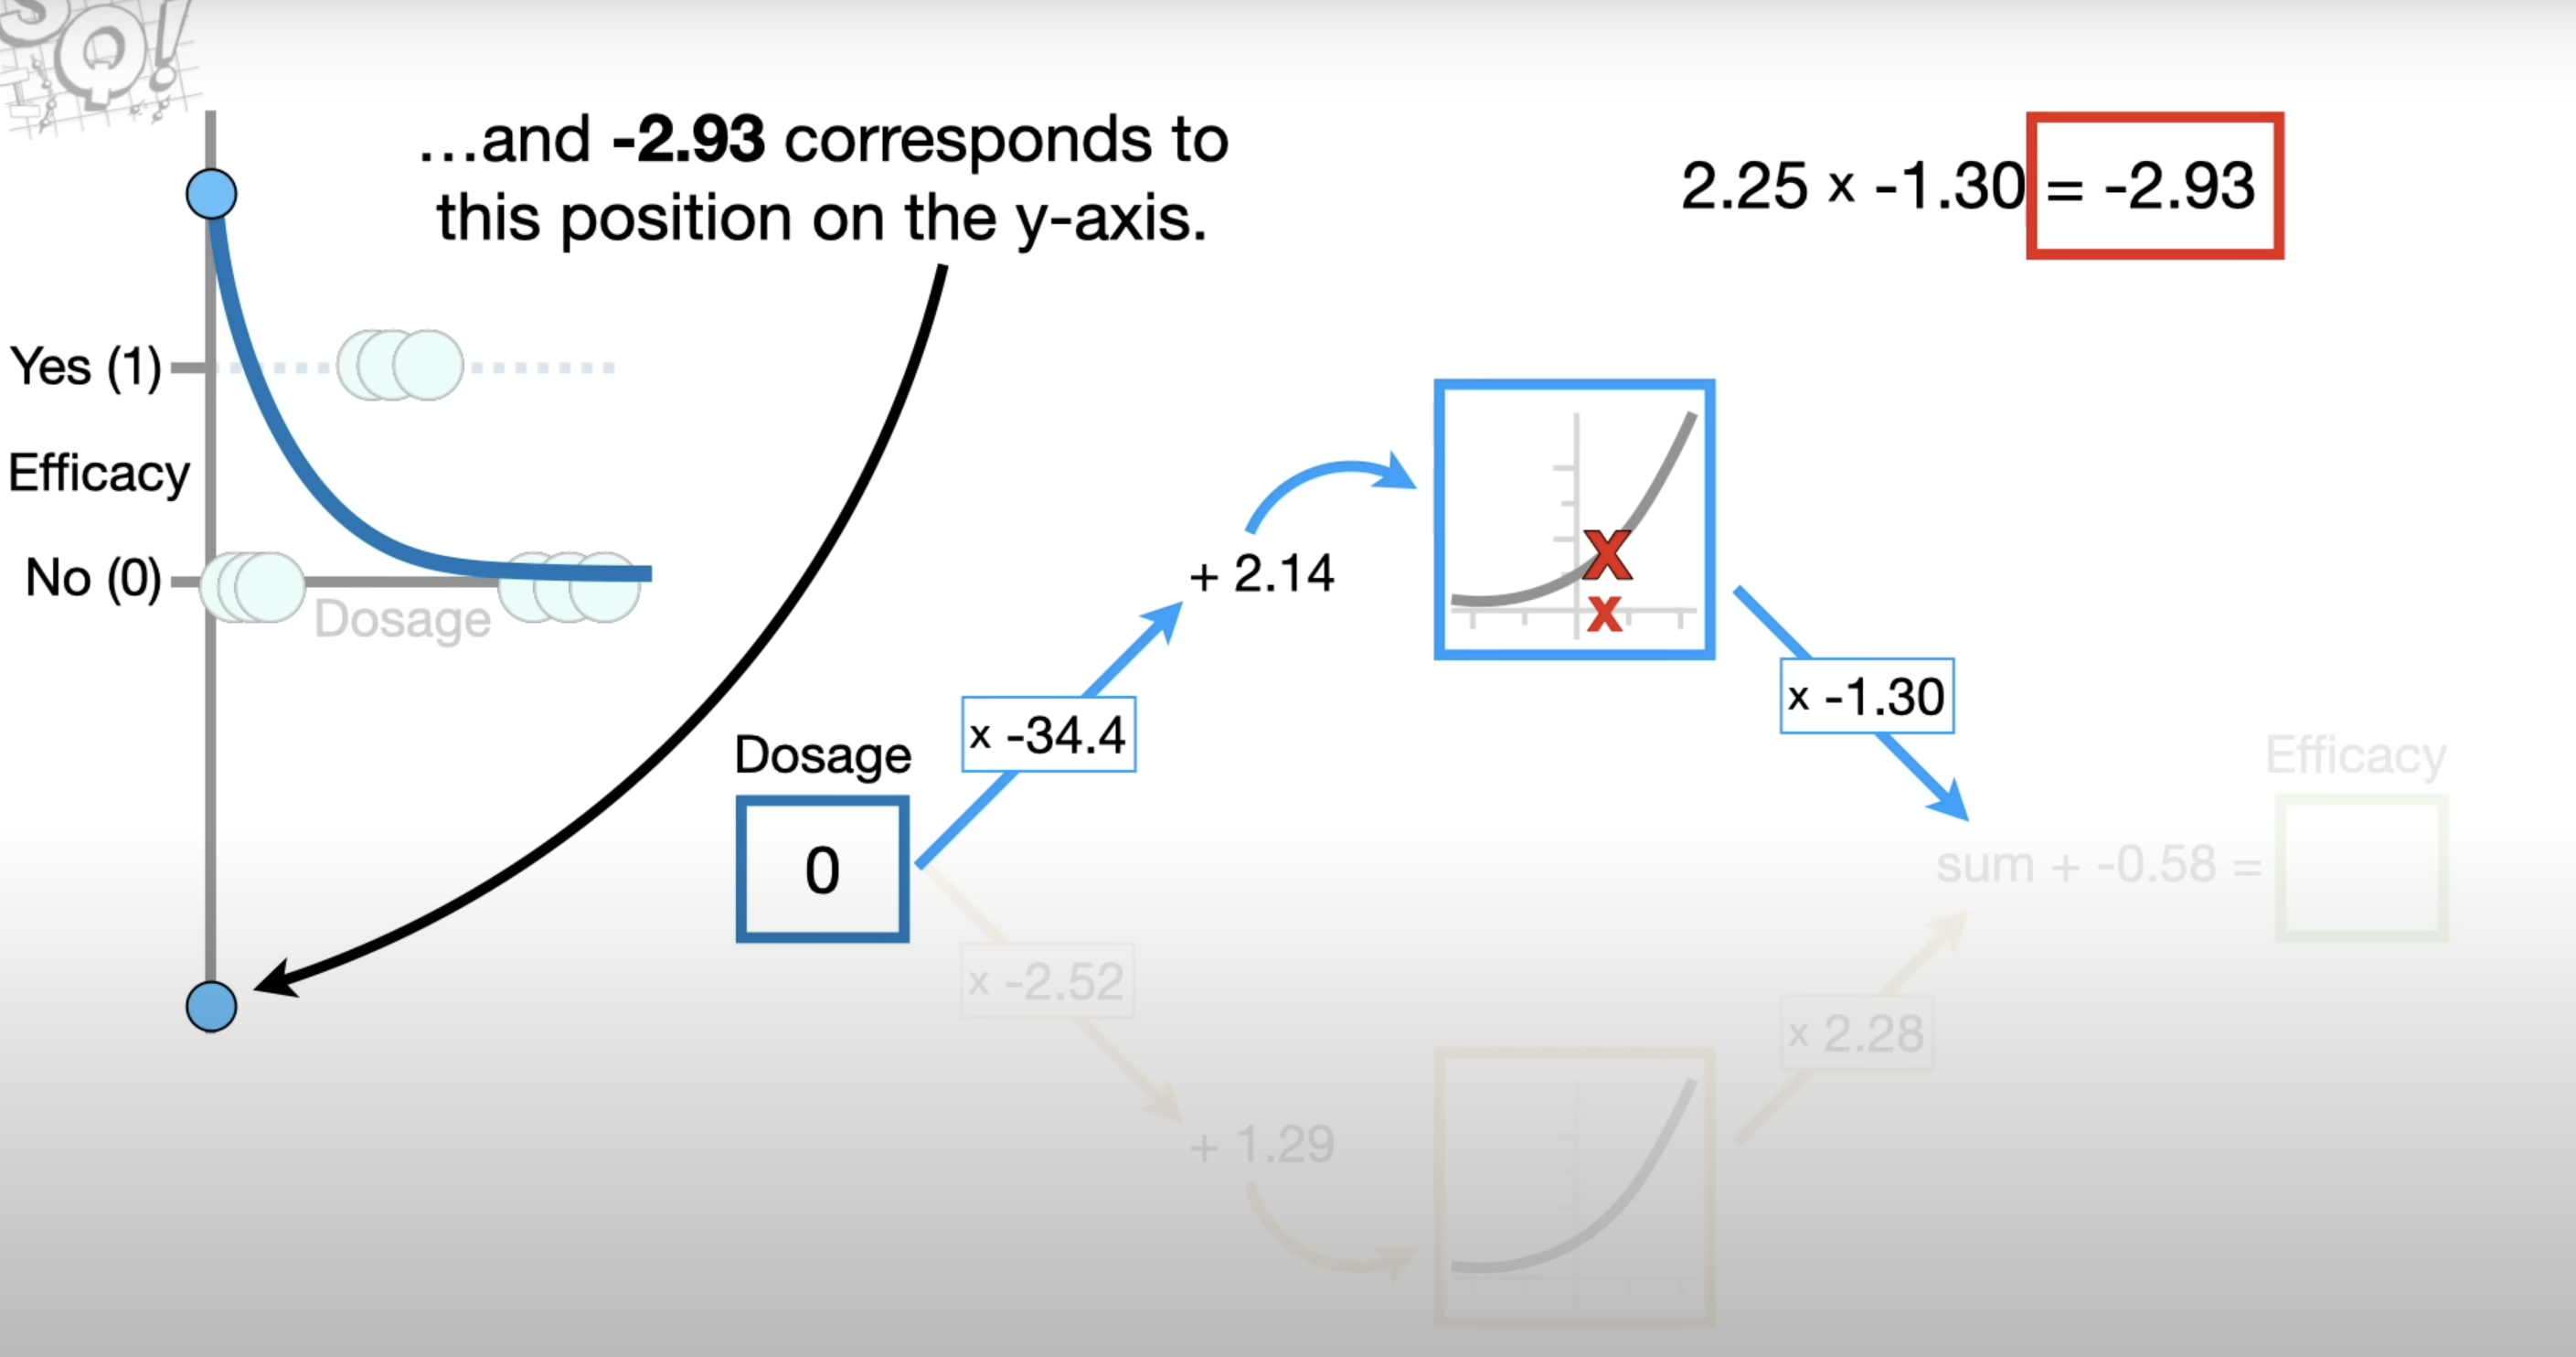 SQ!
...and -2.93 corresponds to
this position on the y-axis.
2.25 x -1.30 = -2.93
Yes (1)
Efficacy
No (0)
Dosage
+ 2.14
x -34.4
x -1.30
Dosage
0
Efficacy
sum + -0.58 =
x -2.52
x 2.28
+ 1.29